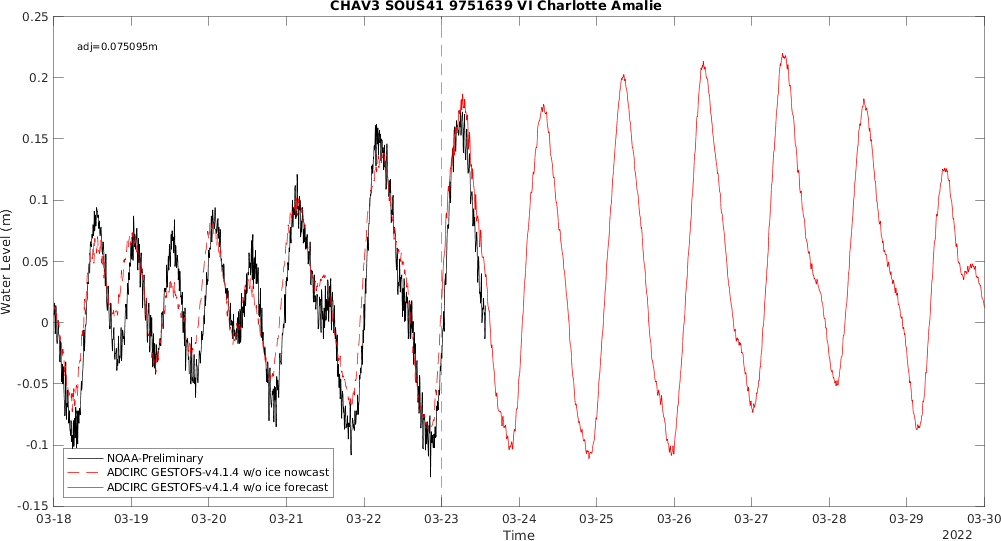 CHAV3 SOUS41 9751639 VI Charlotte Amalie
adj=0.075095m
0.25
0.2
0.15
0.1
0.05
0
-0.05
-0.1
-0.15
Water Level (m)
NOAA-Preliminary
ADCIRC GESTOFS-v4.1.4 w/o ice nowcast
ADCIRC GESTOFS-v4.1.4 w/o ice forecast
03-18 03-19 03-20 03-21 03-22 03-23 03-24 03-25 03-26 03-27 03-28 03-29 03-30
Time
2022